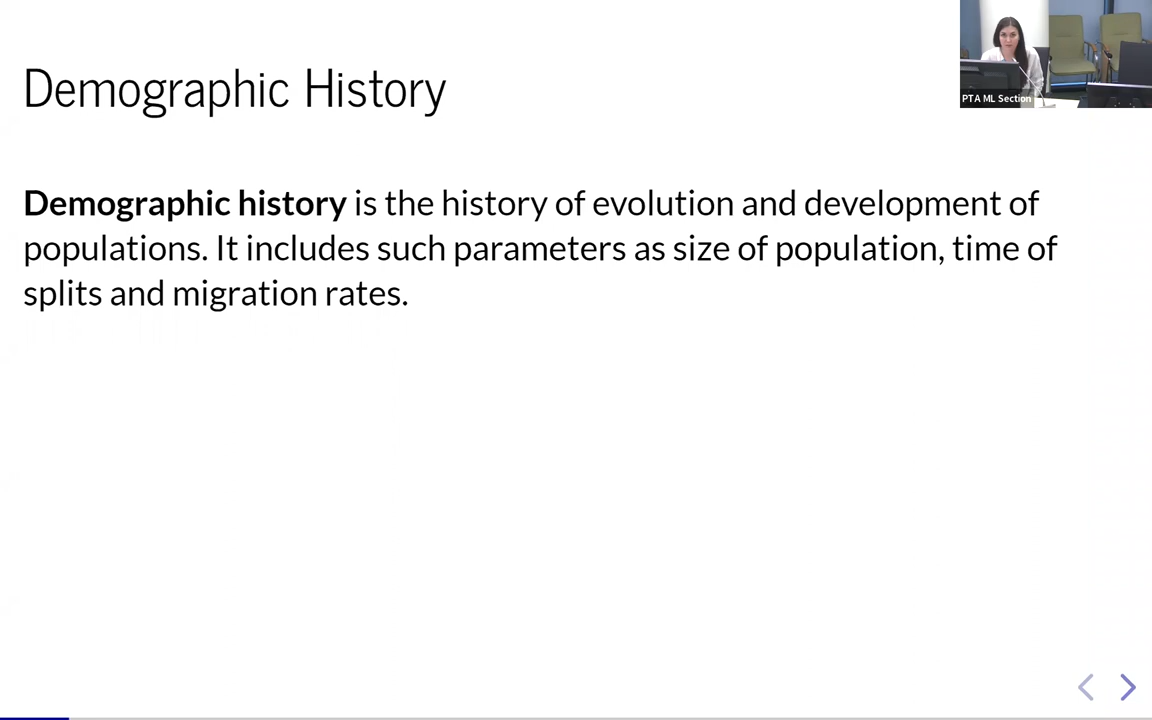 Demographic History
PTA ML Section
Demographic history is the history of evolution and development of
populations. It includes such parameters as size of population, time of
splits and migration rates.